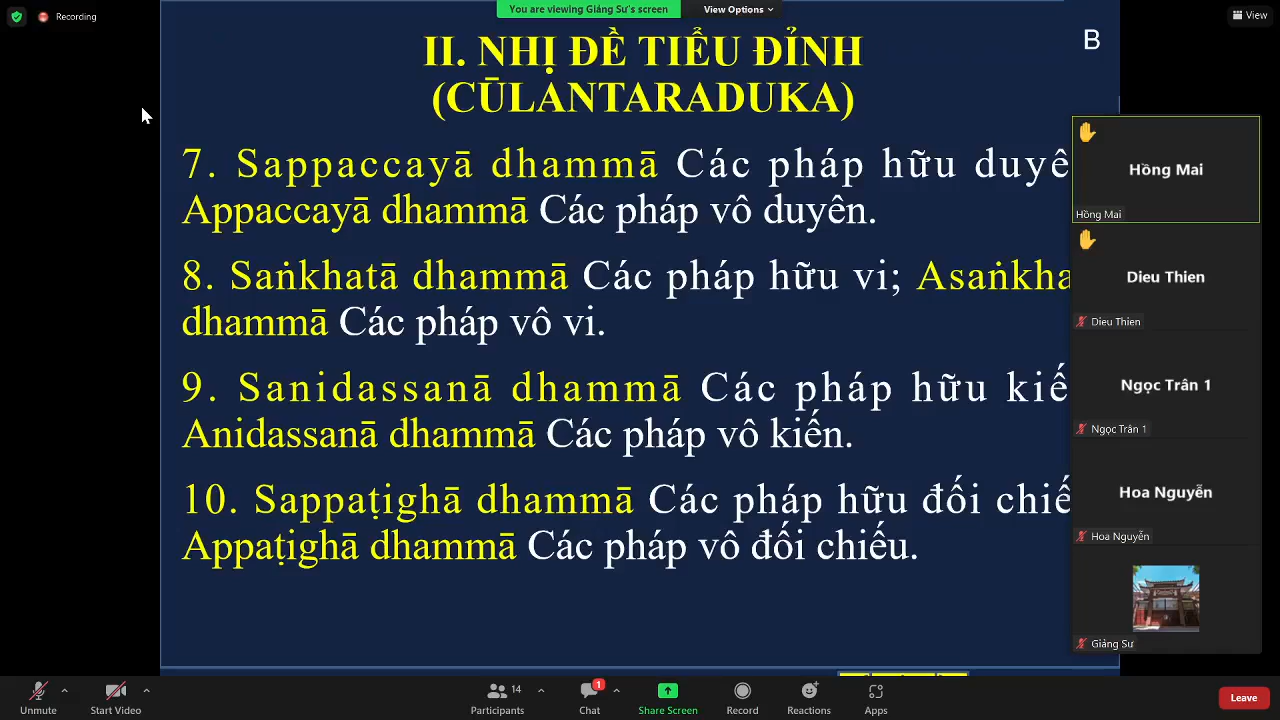 Recording
You are viewing Giảng Sư's screen
View Options
View
II. NHỊ ĐỀ TIỂU ĐỈNH
(CŪLANTARADUKA)
B
7. Sappaccayā dhammā Các pháp hữu duyê
Appaccayā dhammā Các pháp vô duyên.
8. Saṅkhatā dhammā Các pháp hữu vi; Asaṅkha
dhammā Các pháp vô vi.
9. Sanidassanā dhammā Các pháp hữu kiế
Anidassanā dhammā Các pháp vô kiến.
10. Sappaṭighā dhammā Các pháp hữu đối chiế
Appaṭighā dhammā Các pháp vô đối chiếu.
Hồng Mai
Hồng Mai
Dieu Thien
Dieu Thien
Ngọc Trân 1
Ngọc Trân 1
Hoa Nguyễn
Hoa Nguyễn
Giảng Sư
Unmute
Start Video
Participants
14
Chat
1
Share Screen
Record
Reactions
Apps
Leave